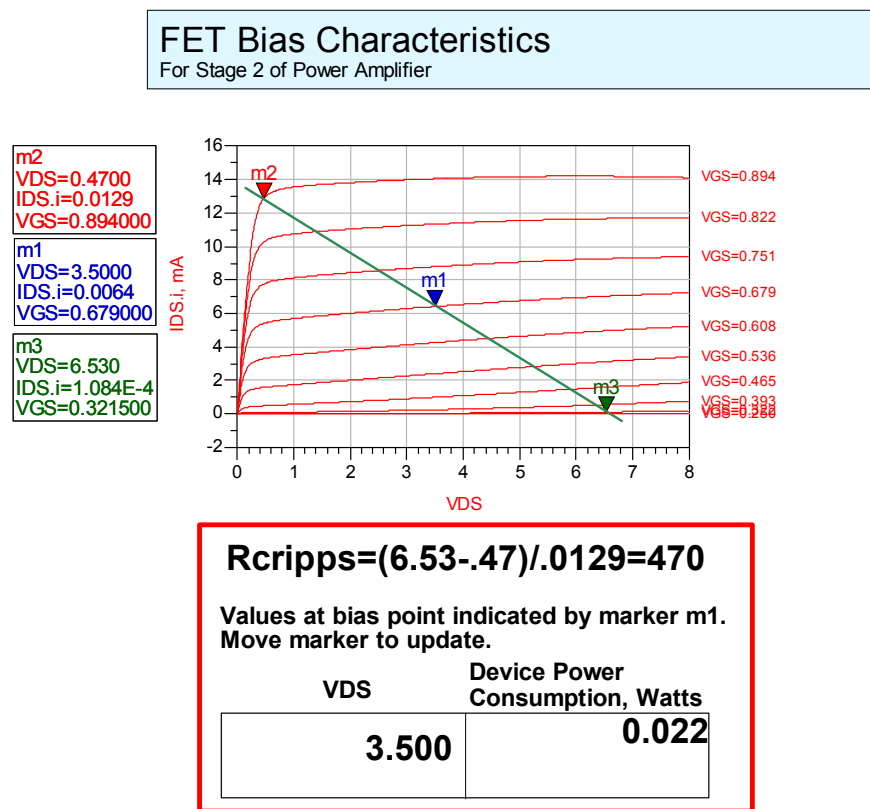 FET Bias Characteristics
For Stage 2 of Power Amplifier
m2
VDS=0.4700
IDS.i=0.0129
VGS=0.894000
m1
VDS=3.5000
IDS.i=0.0064
VGS=0.679000
m3
VDS=6.530
IDS.i=1.084E-4
VGS=0.321500
IDS.i, mA
16
14
12
10
8
6
4
2
0
-2
m2
m1
m3
VGS=0.894
VGS=0.822
VGS=0.751
VGS=0.679
VGS=0.608
VGS=0.536
VGS=0.465
VGS=0.393
0 1 2 3 4 5 6 7 8
VDS
Rcripps=(6.53-.47)/.0129=470
Values at bias point indicated by marker m1.
Move marker to update.
VDS
Device Power
Consumption, Watts
3.500
0.022